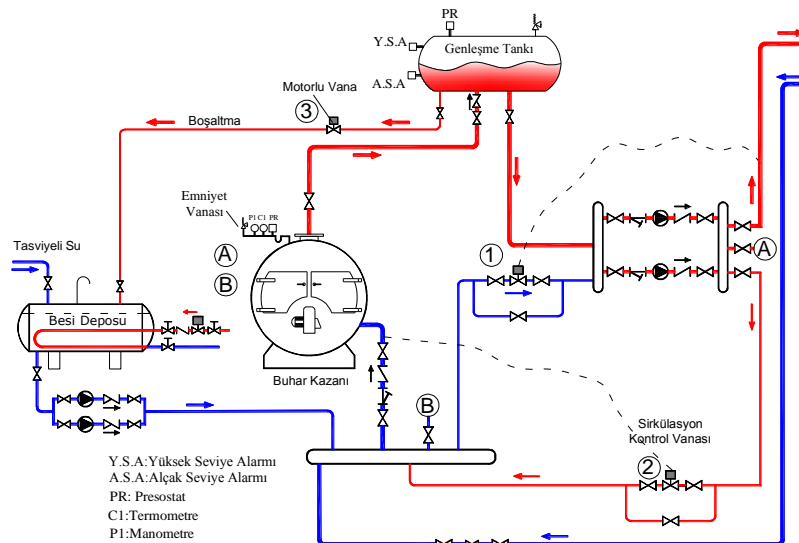 PR
Y.S.A
Genleşme Tankı
A.S.A
Motorlu Vana
3
Boşaltma
Emniyet
Vanası
P1 C1 PR
A
B
1
A
Tasviyeli Su
Besi Deposu
Buhar Kazanı
B
Sirkülasyon
Kontrol Vanası
2
Y.S.A:Yüksek Seviye Alarmı
A.S.A:Alçak Seviye Alarmı
PR: Presostat
C1:Termometre
P1:Manometre